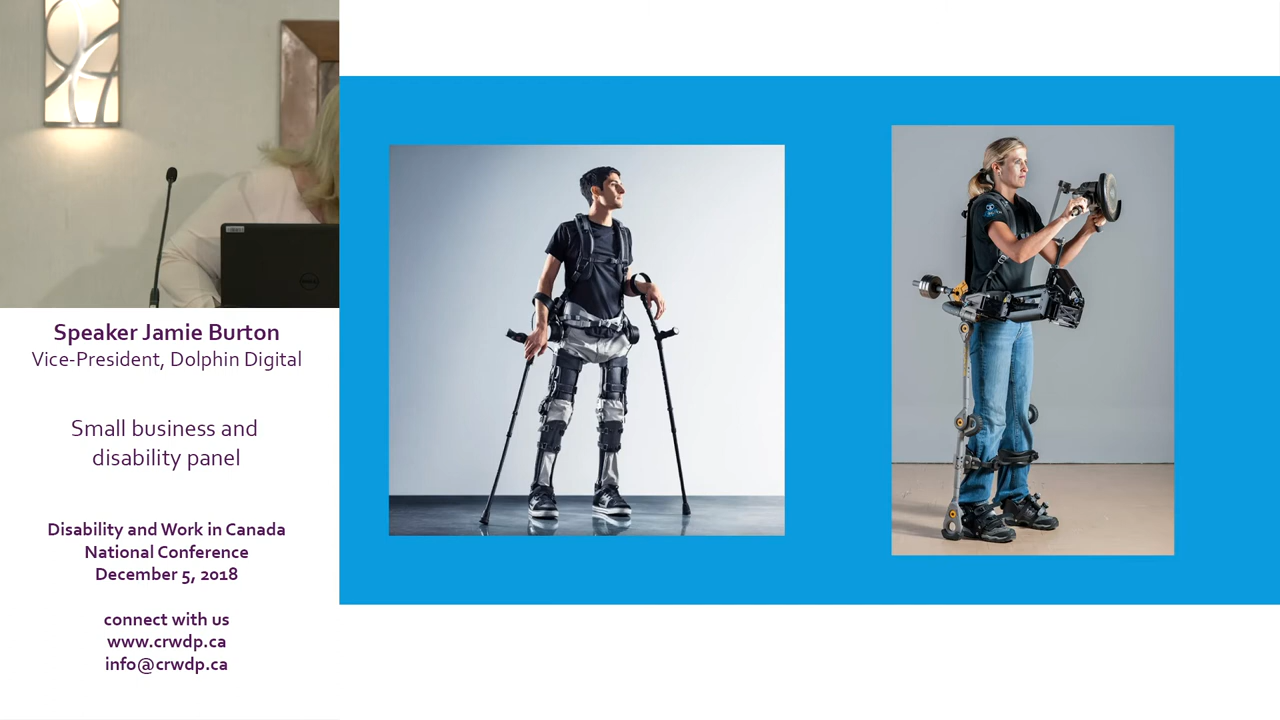 Speaker Jamie Burton
Vice-President, Dolphin Digital
Small business and
disability panel
Disability and Work in Canada
National Conference
December 5, 2018
connect with us
www.crwdp.ca
info@crwdp.ca
DELL